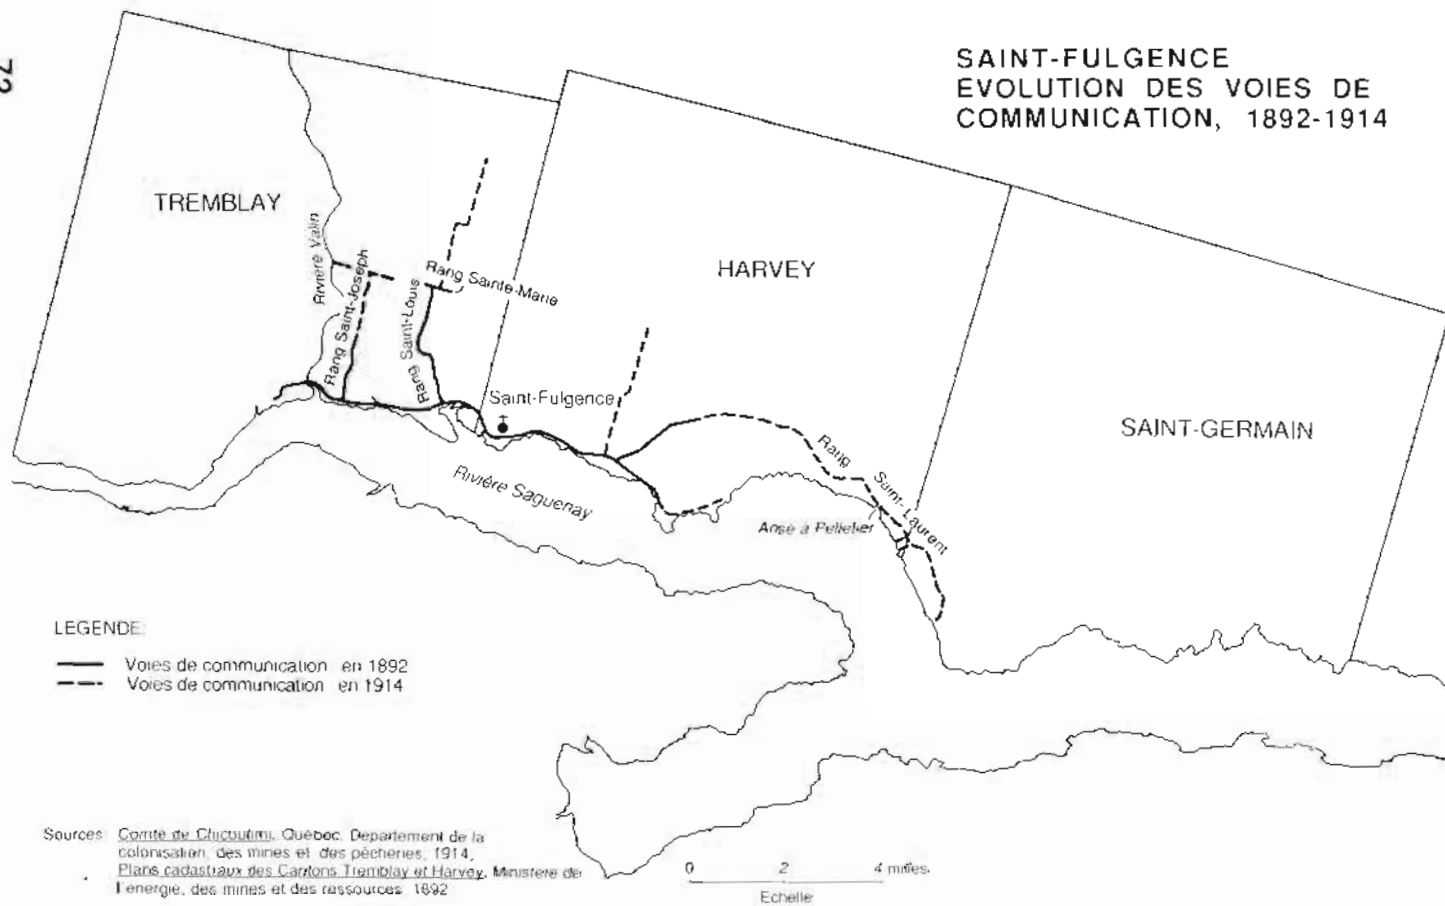 72
SAINT-FULGENCE
EVOLUTION DES VOIES DE
COMMUNICATION, 1892-1914
TREMBLAY
HARVEY
SAINT-GERMAIN
Rivière Valin
Rang Saint-Joseph
Rang Saint-Louis
Rang Sainte-Marie
Saint-Fulgence
Rivière Saguenay
Rang Saint-Laurent
Anse à Pelletier
LEGENDE:
Voies de communication en 1892
Voies de communication en 1914
Sources: Comté de Chicoutimi, Québec, Departement de la
colonisation, des mines et des pêcheries, 1914,
Plans cadastraux des Cantons Tremblay et Harvey, Ministere de
l'energie, des mines et des ressources 1892
0 2 4 milles
Echelle